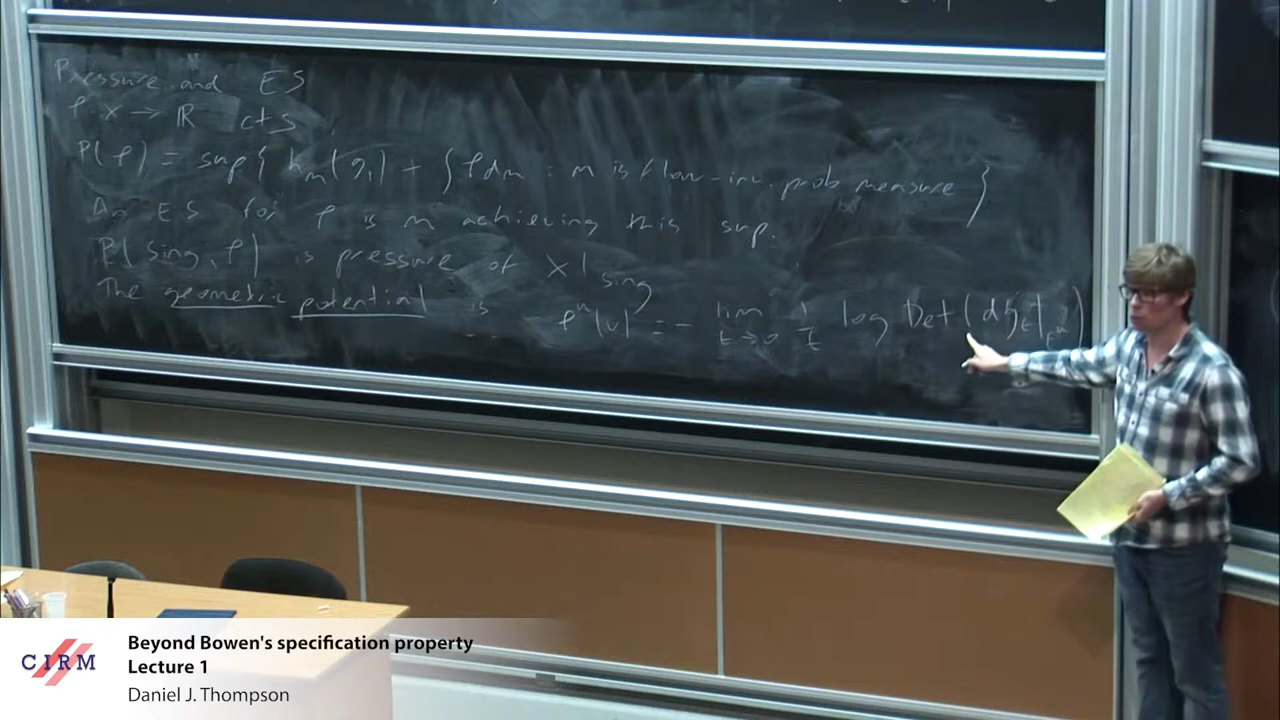 Pressure and ES
φ: X → ℝ cts
P(φ) = sup{ h_m(g_1) + ∫ φ dm : m is flow-inv. prob measure }
An ES for φ is m achieving this sup.
P(Sing, φ) is pressure of X|_Sing
The geometric potential is φ^u(v) = - lim_{t→0} 1/t log Det(dg_t|_{E^u})
CIRM
Beyond Bowen's specification property
Lecture 1
Daniel J. Thompson